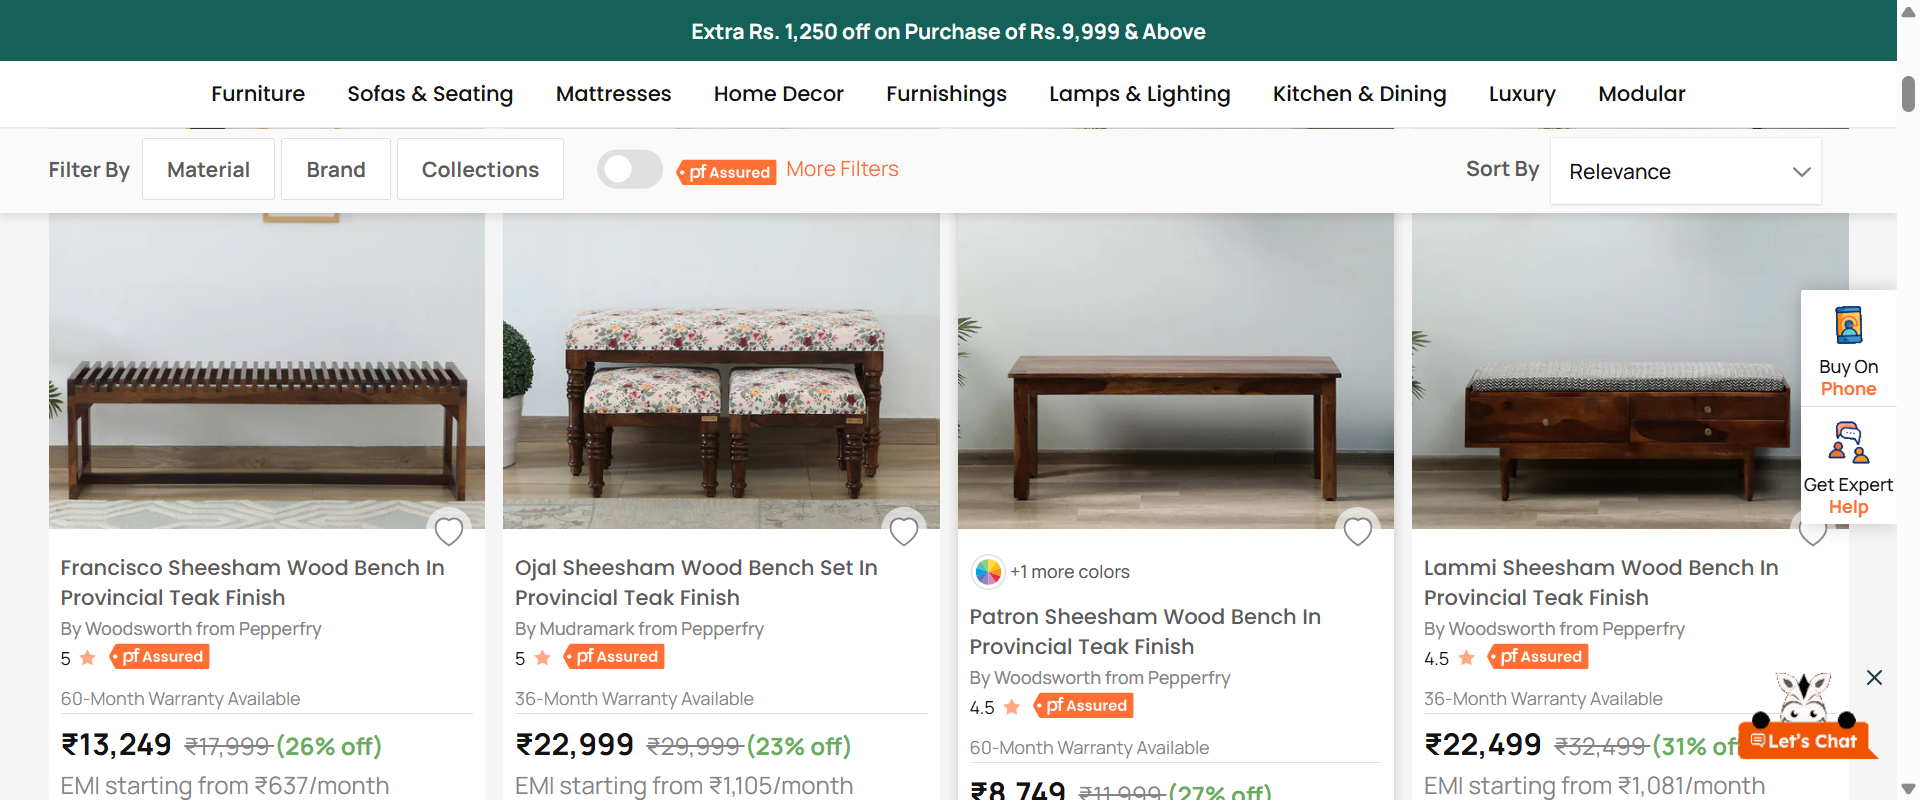 Extra Rs. 1,250 off on Purchase of Rs.9,999 & Above
Furniture Sofas & Seating Mattresses Home Decor Furnishings Lamps & Lighting Kitchen & Dining Luxury Modular
Filter By Material Brand Collections pf Assured More Filters Sort By Relevance
Buy On
Phone
Get Expert
Help
Francisco Sheesham Wood Bench In
Provincial Teak Finish
By Woodsworth from Pepperfry
5 pf Assured
60-Month Warranty Available
₹13,249 ₹17,999 (26% off)
EMI starting from ₹637/month
Ojal Sheesham Wood Bench Set In
Provincial Teak Finish
By Mudramark from Pepperfry
5 pf Assured
36-Month Warranty Available
₹22,999 ₹29,999 (23% off)
EMI starting from ₹1,105/month
+1 more colors
Patron Sheesham Wood Bench In
Provincial Teak Finish
By Woodsworth from Pepperfry
4.5 pf Assured
60-Month Warranty Available
₹8,749 ₹11,999 (27% off)
Lammi Sheesham Wood Bench In
Provincial Teak Finish
By Woodsworth from Pepperfry
4.5 pf Assured
36-Month Warranty Available
₹22,499 ₹32,499 (31% off
EMI starting from ₹1,081/month
Let's Chat